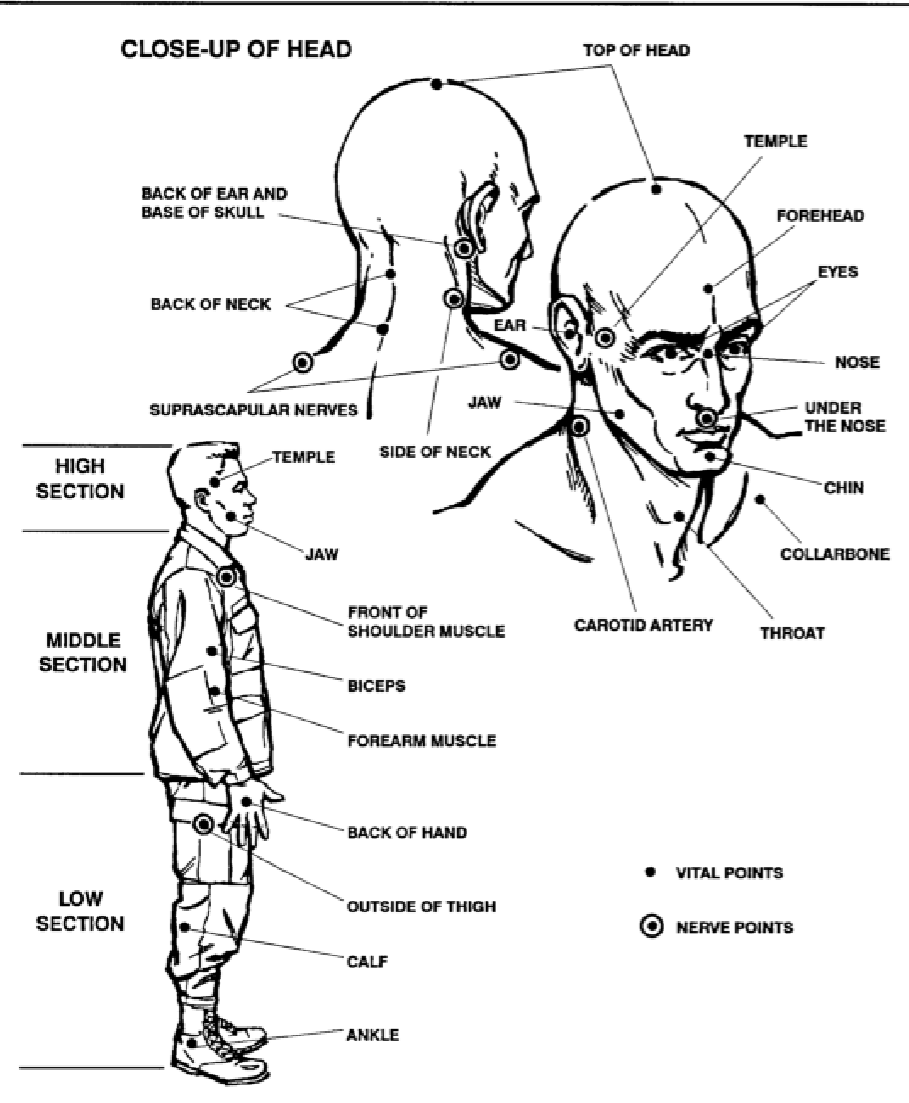 CLOSE-UP OF HEAD
TOP OF HEAD
TEMPLE
BACK OF EAR AND
BASE OF SKULL
FOREHEAD
EYES
BACK OF NECK
EAR
NOSE
SUPRASCAPULAR NERVES
JAW
UNDER
THE NOSE
SIDE OF NECK
CHIN
COLLARBONE
CAROTID ARTERY
THROAT
HIGH
SECTION
TEMPLE
JAW
FRONT OF
SHOULDER MUSCLE
MIDDLE
SECTION
BICEPS
FOREARM MUSCLE
BACK OF HAND
LOW
SECTION
OUTSIDE OF THIGH
CALF
ANKLE
VITAL POINTS
NERVE POINTS